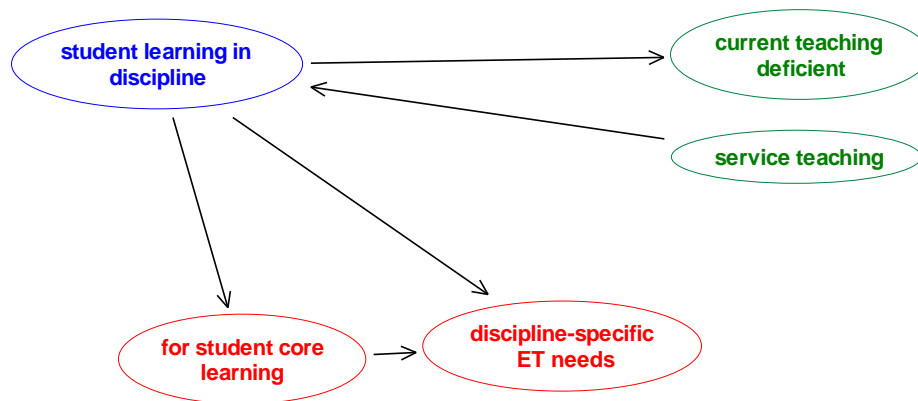 student learning in
discipline
current teaching
deficient
service teaching
for student core
learning
discipline-specific
ET needs